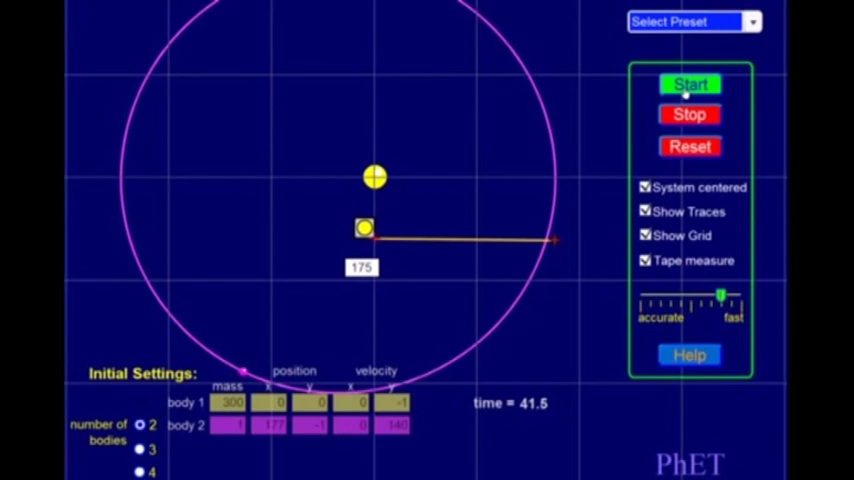 Select Preset
Start
Stop
Reset
System centered
Show Traces
Show Grid
Tape measure
accurate fast
Help
175
Initial Settings:
position velocity
mass x y x y
body 1 300 0 0 0 -1
body 2 1 177 -1 0 140
number of bodies
2
3
4
time = 41.5
PhET